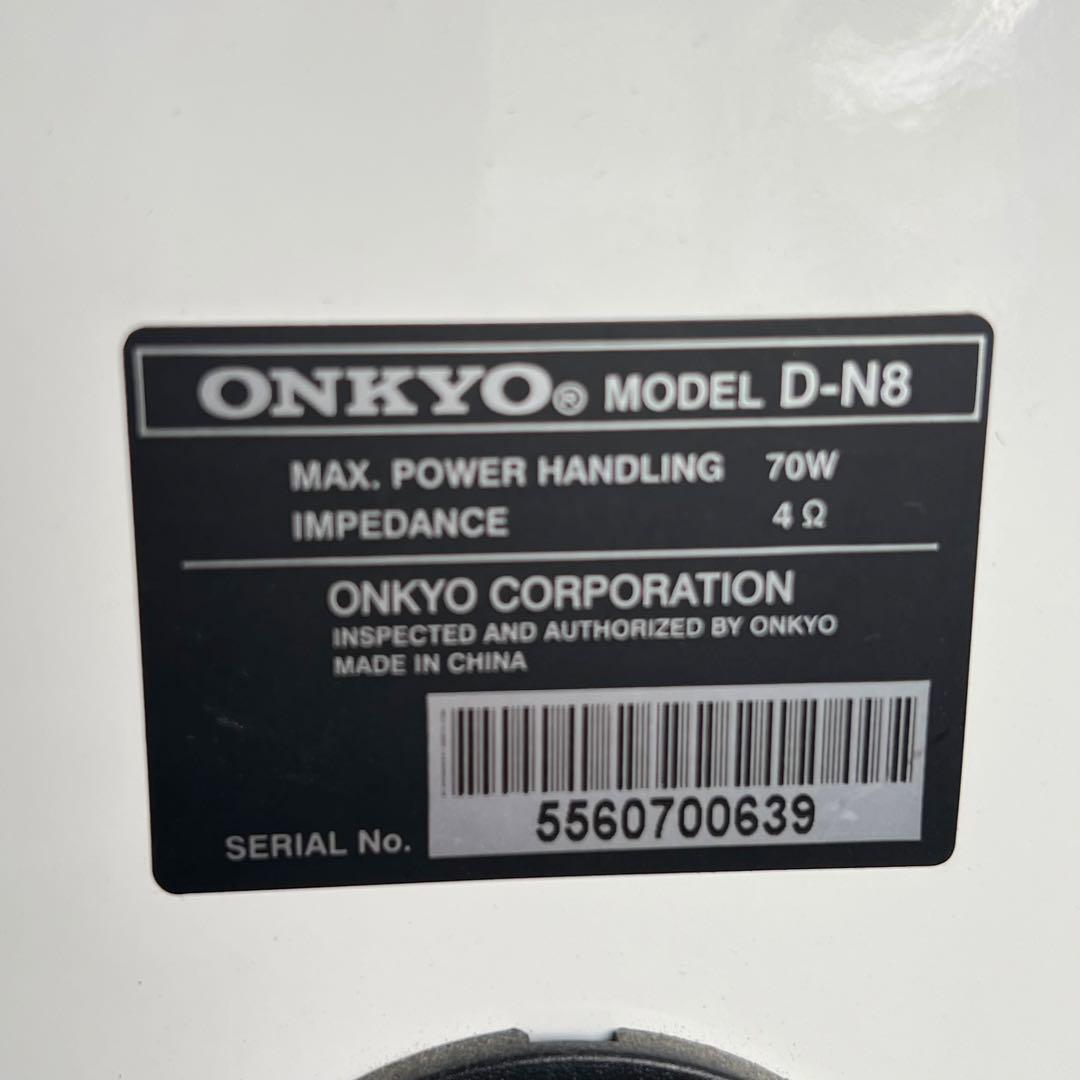 ONKYO® MODEL D-N8
MAX. POWER HANDLING 70W
IMPEDANCE 4 Ω
ONKYO CORPORATION
INSPECTED AND AUTHORIZED BY ONKYO
MADE IN CHINA
5560700639
SERIAL No.